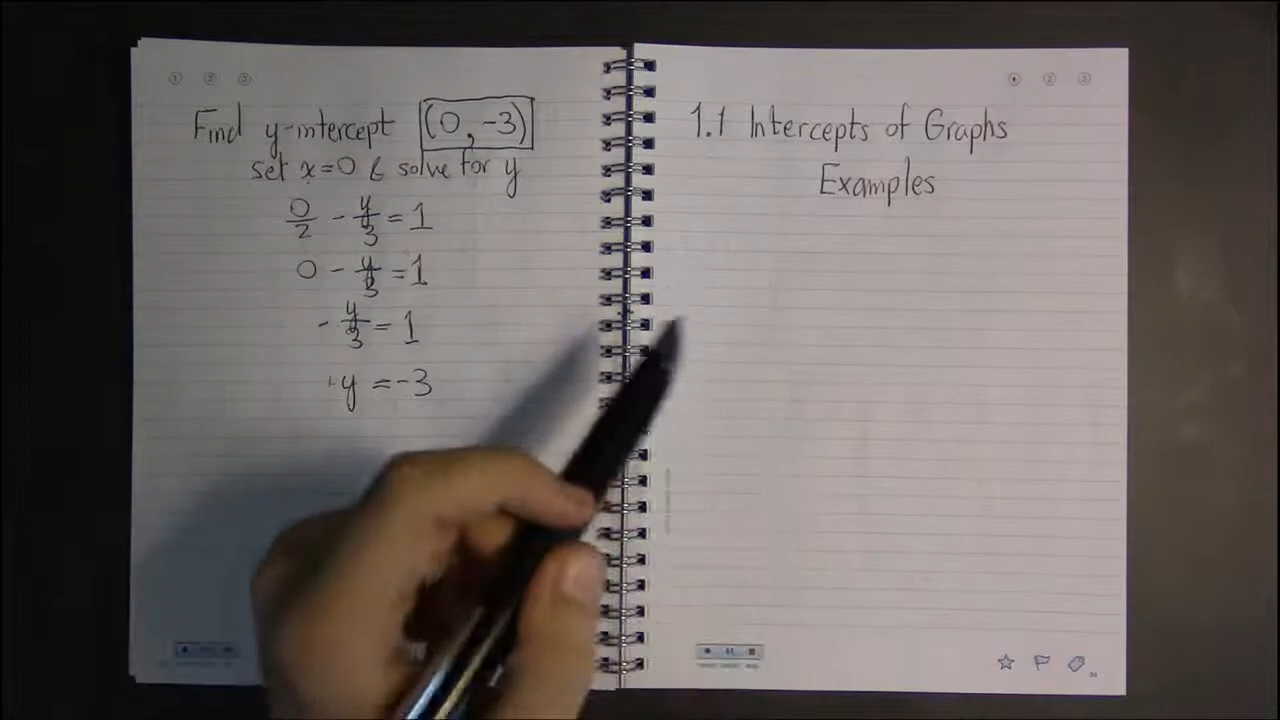 Find y-intercept (0, -3)
set x=0 & solve for y
0/2 - y/3 = 1
0 - y/3 = 1
- y/3 = 1
y = -3
1.1 Intercepts of Graphs
Examples